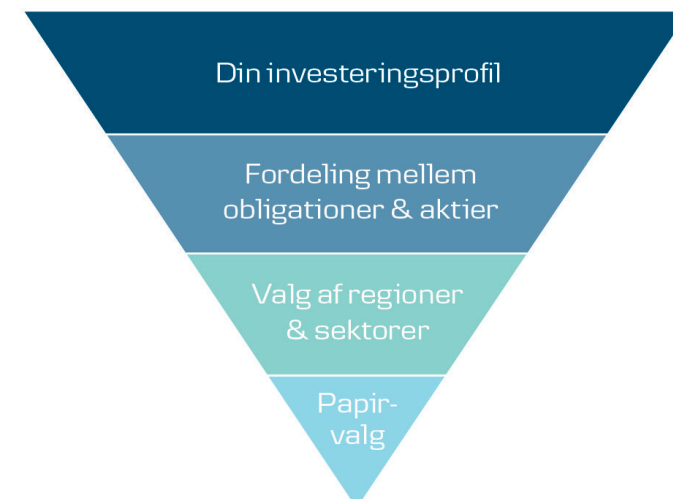 Din investeringsprofil
Fordeling mellem
obligationer & aktier
Valg af regioner
& sektorer
Papir-
valg